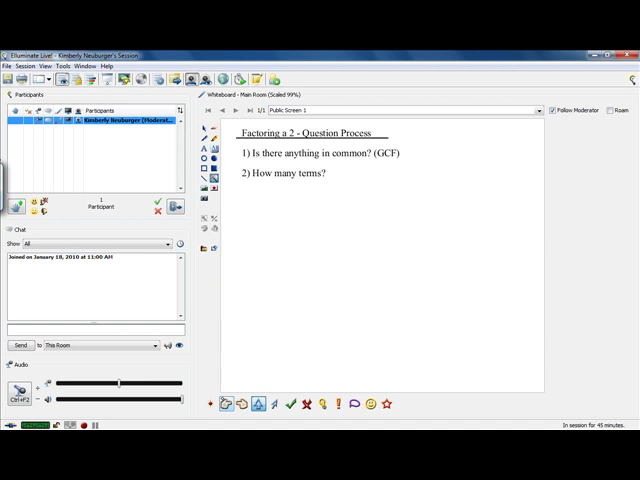 Elluminate Live! - Kimberly Neuburger's Session
File Session View Tools Window Help
Participants
Participants
Kimberly Neuburger (Moderat...
1
Participant
Chat
Show All
Joined on January 18, 2010 at 11:00 AM
Send to This Room
Audio
Ctrl+F2
Whiteboard - Main Room (Scaled 99%)
1/1 Public Screen 1
Follow Moderator Roam
Factoring a 2 - Question Process
1) Is there anything in common? (GCF)
2) How many terms?
In session for 45 minutes.